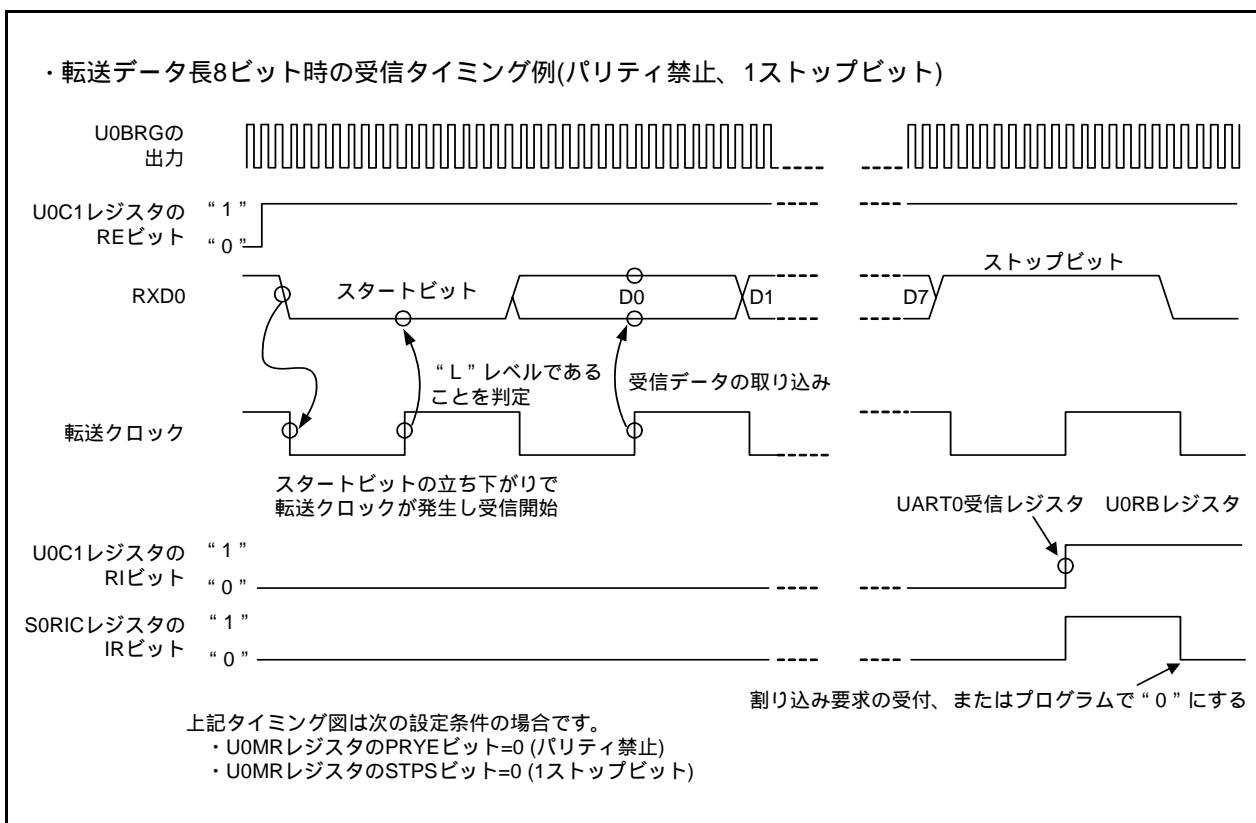 ・転送データ長8ビット時の受信タイミング例(パリティ禁止、1ストップビット)
U0BRGの
出力
U0C1レジスタの
REビット
“1”
“0”
RXD0
スタートビット
D0
D1
D7
ストップビット
“L”レベルである
ことを判定
受信データの取り込み
転送クロック
スタートビットの立ち下がりで
転送クロックが発生し受信開始
UART0受信レジスタ U0RBレジスタ
U0C1レジスタの
RIビット
“1”
“0”
S0RICレジスタの
IRビット
“1”
“0”
割り込み要求の受付、またはプログラムで“0”にする
上記タイミング図は次の設定条件の場合です。
・U0MRレジスタのPRYEビット=0 (パリティ禁止)
・U0MRレジスタのSTPSビット=0 (1ストップビット)